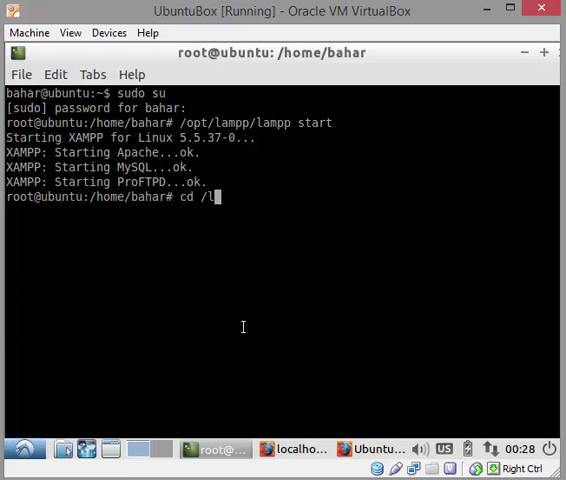 UbuntuBox [Running] - Oracle VM VirtualBox
Machine View Devices Help
root@ubuntu: /home/bahar
File Edit Tabs Help
bahar@ubuntu:~$ sudo su
[sudo] password for bahar:
root@ubuntu:/home/bahar# /opt/lampp/lampp start
Starting XAMPP for Linux 5.5.37-0...
XAMPP: Starting Apache...ok.
XAMPP: Starting MySQL...ok.
XAMPP: Starting ProFTPD...ok.
root@ubuntu:/home/bahar# cd /l
root@... localho... Ubuntu... US 00:28
Right Ctrl